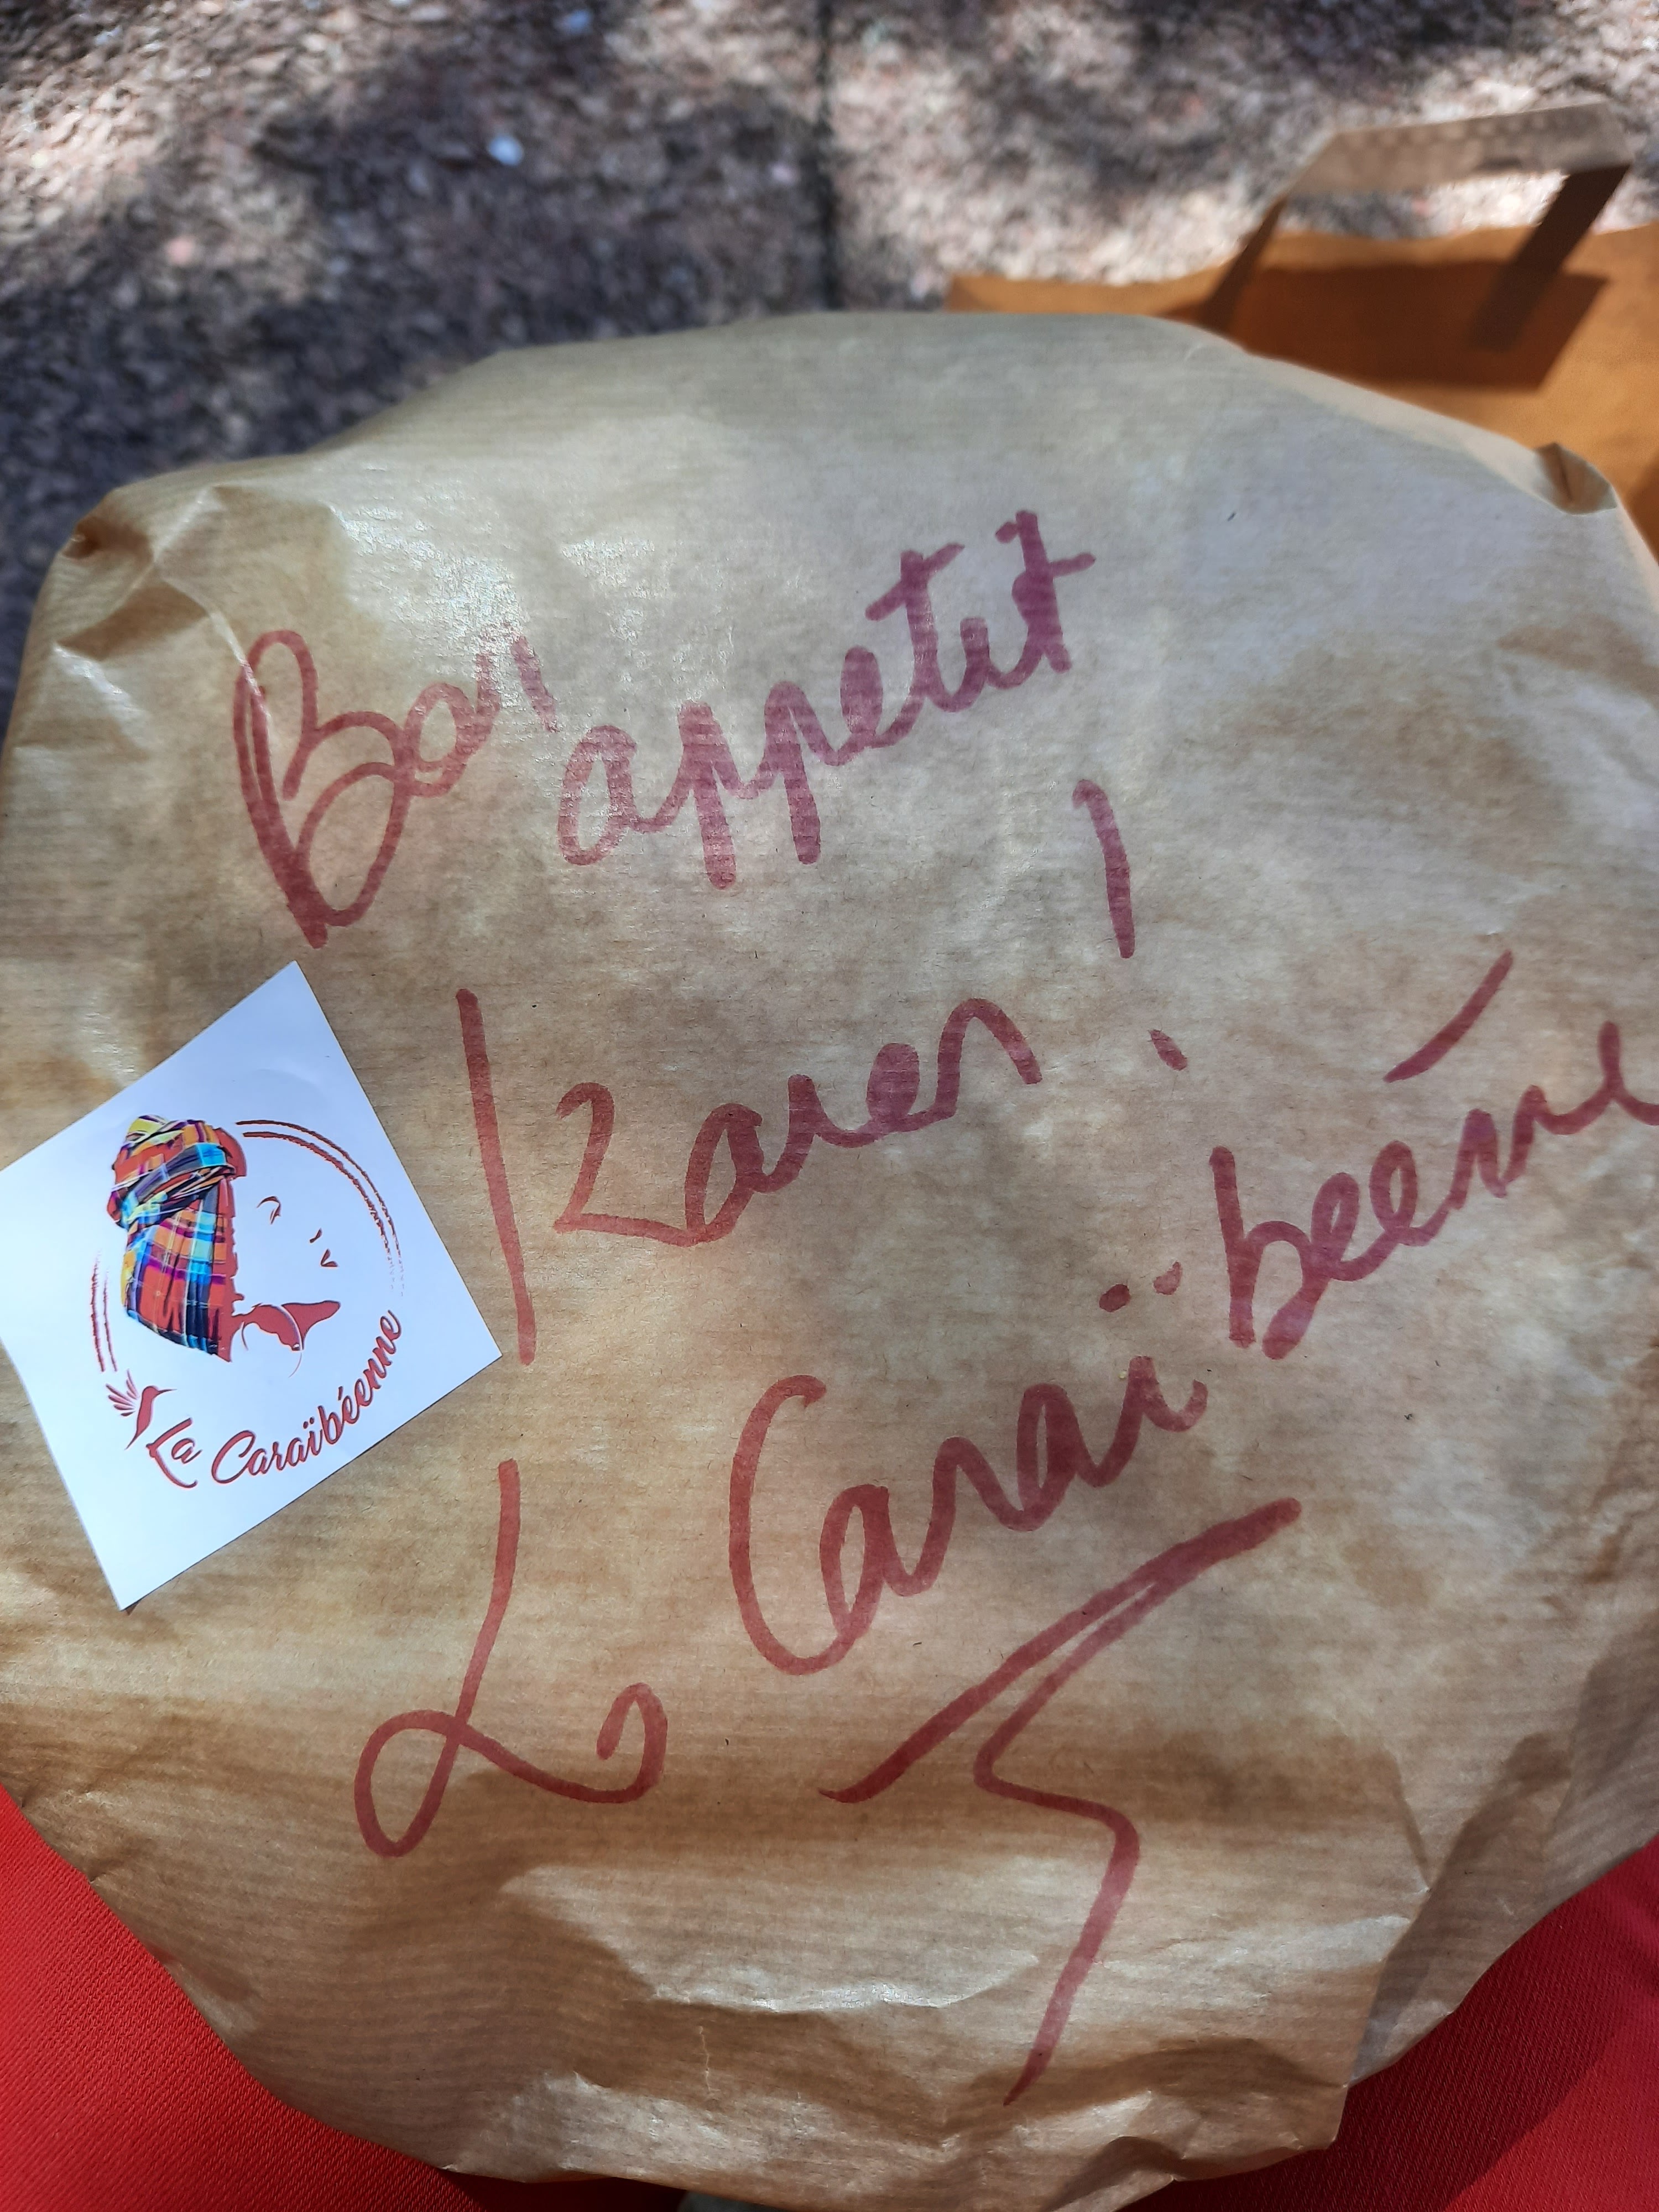 Bon appetit
Karen !
La Caraïbéenne
La Caraïbéenne